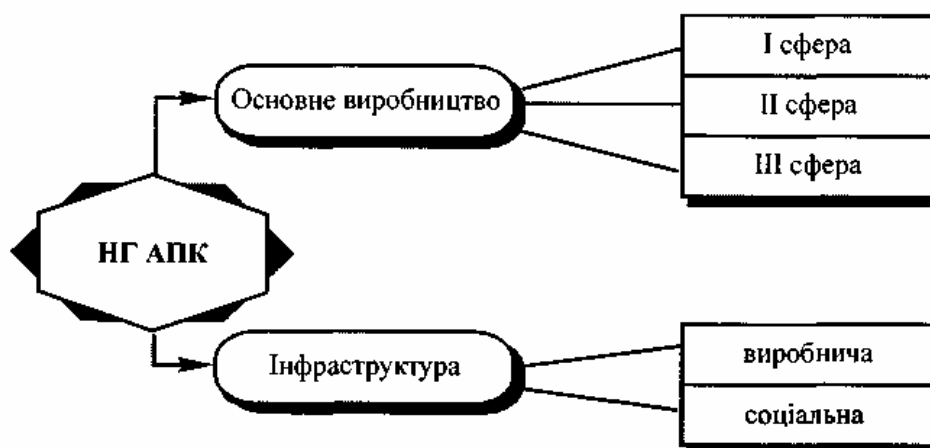 НГ АПК
Основне виробництво
І сфера
ІІ сфера
ІІІ сфера
Інфраструктура
виробнича
соціальна